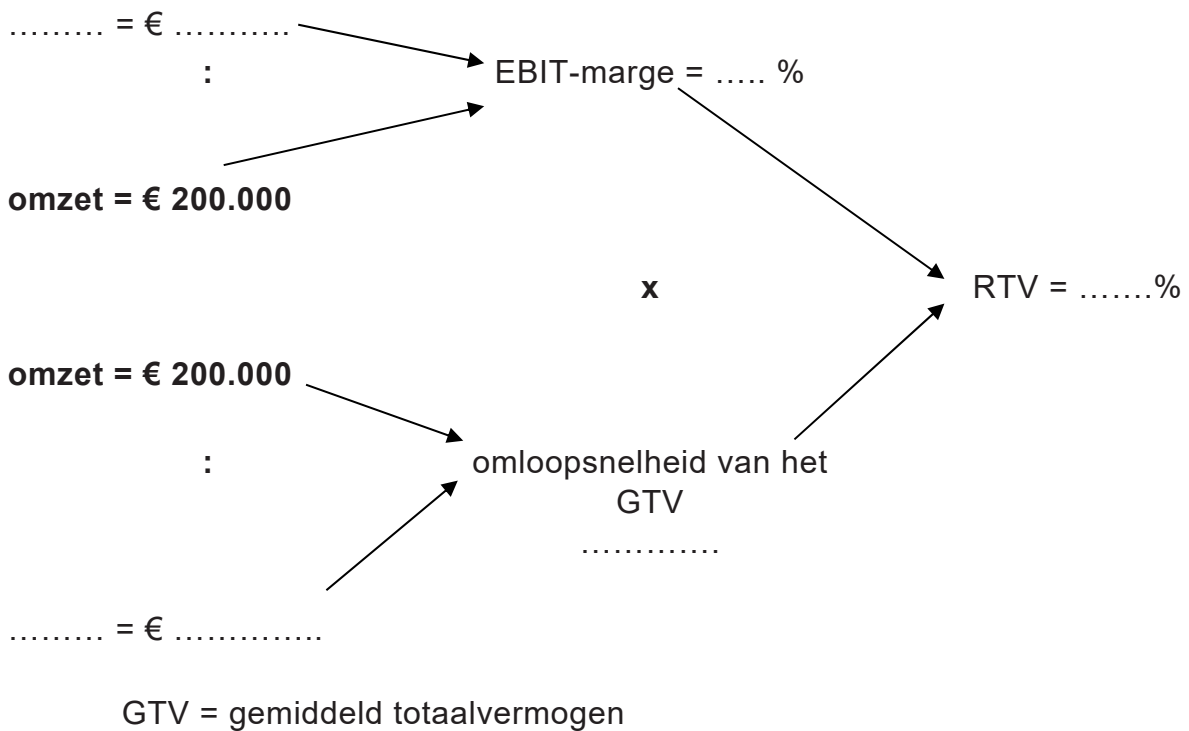 ……… = € ………..
:
EBIT-marge = ….. %
omzet = € 200.000
x
RTV = …….%
omzet = € 200.000
:
omloopsnelheid van het
GTV
………….
……… = € …………..
GTV = gemiddeld totaalvermogen